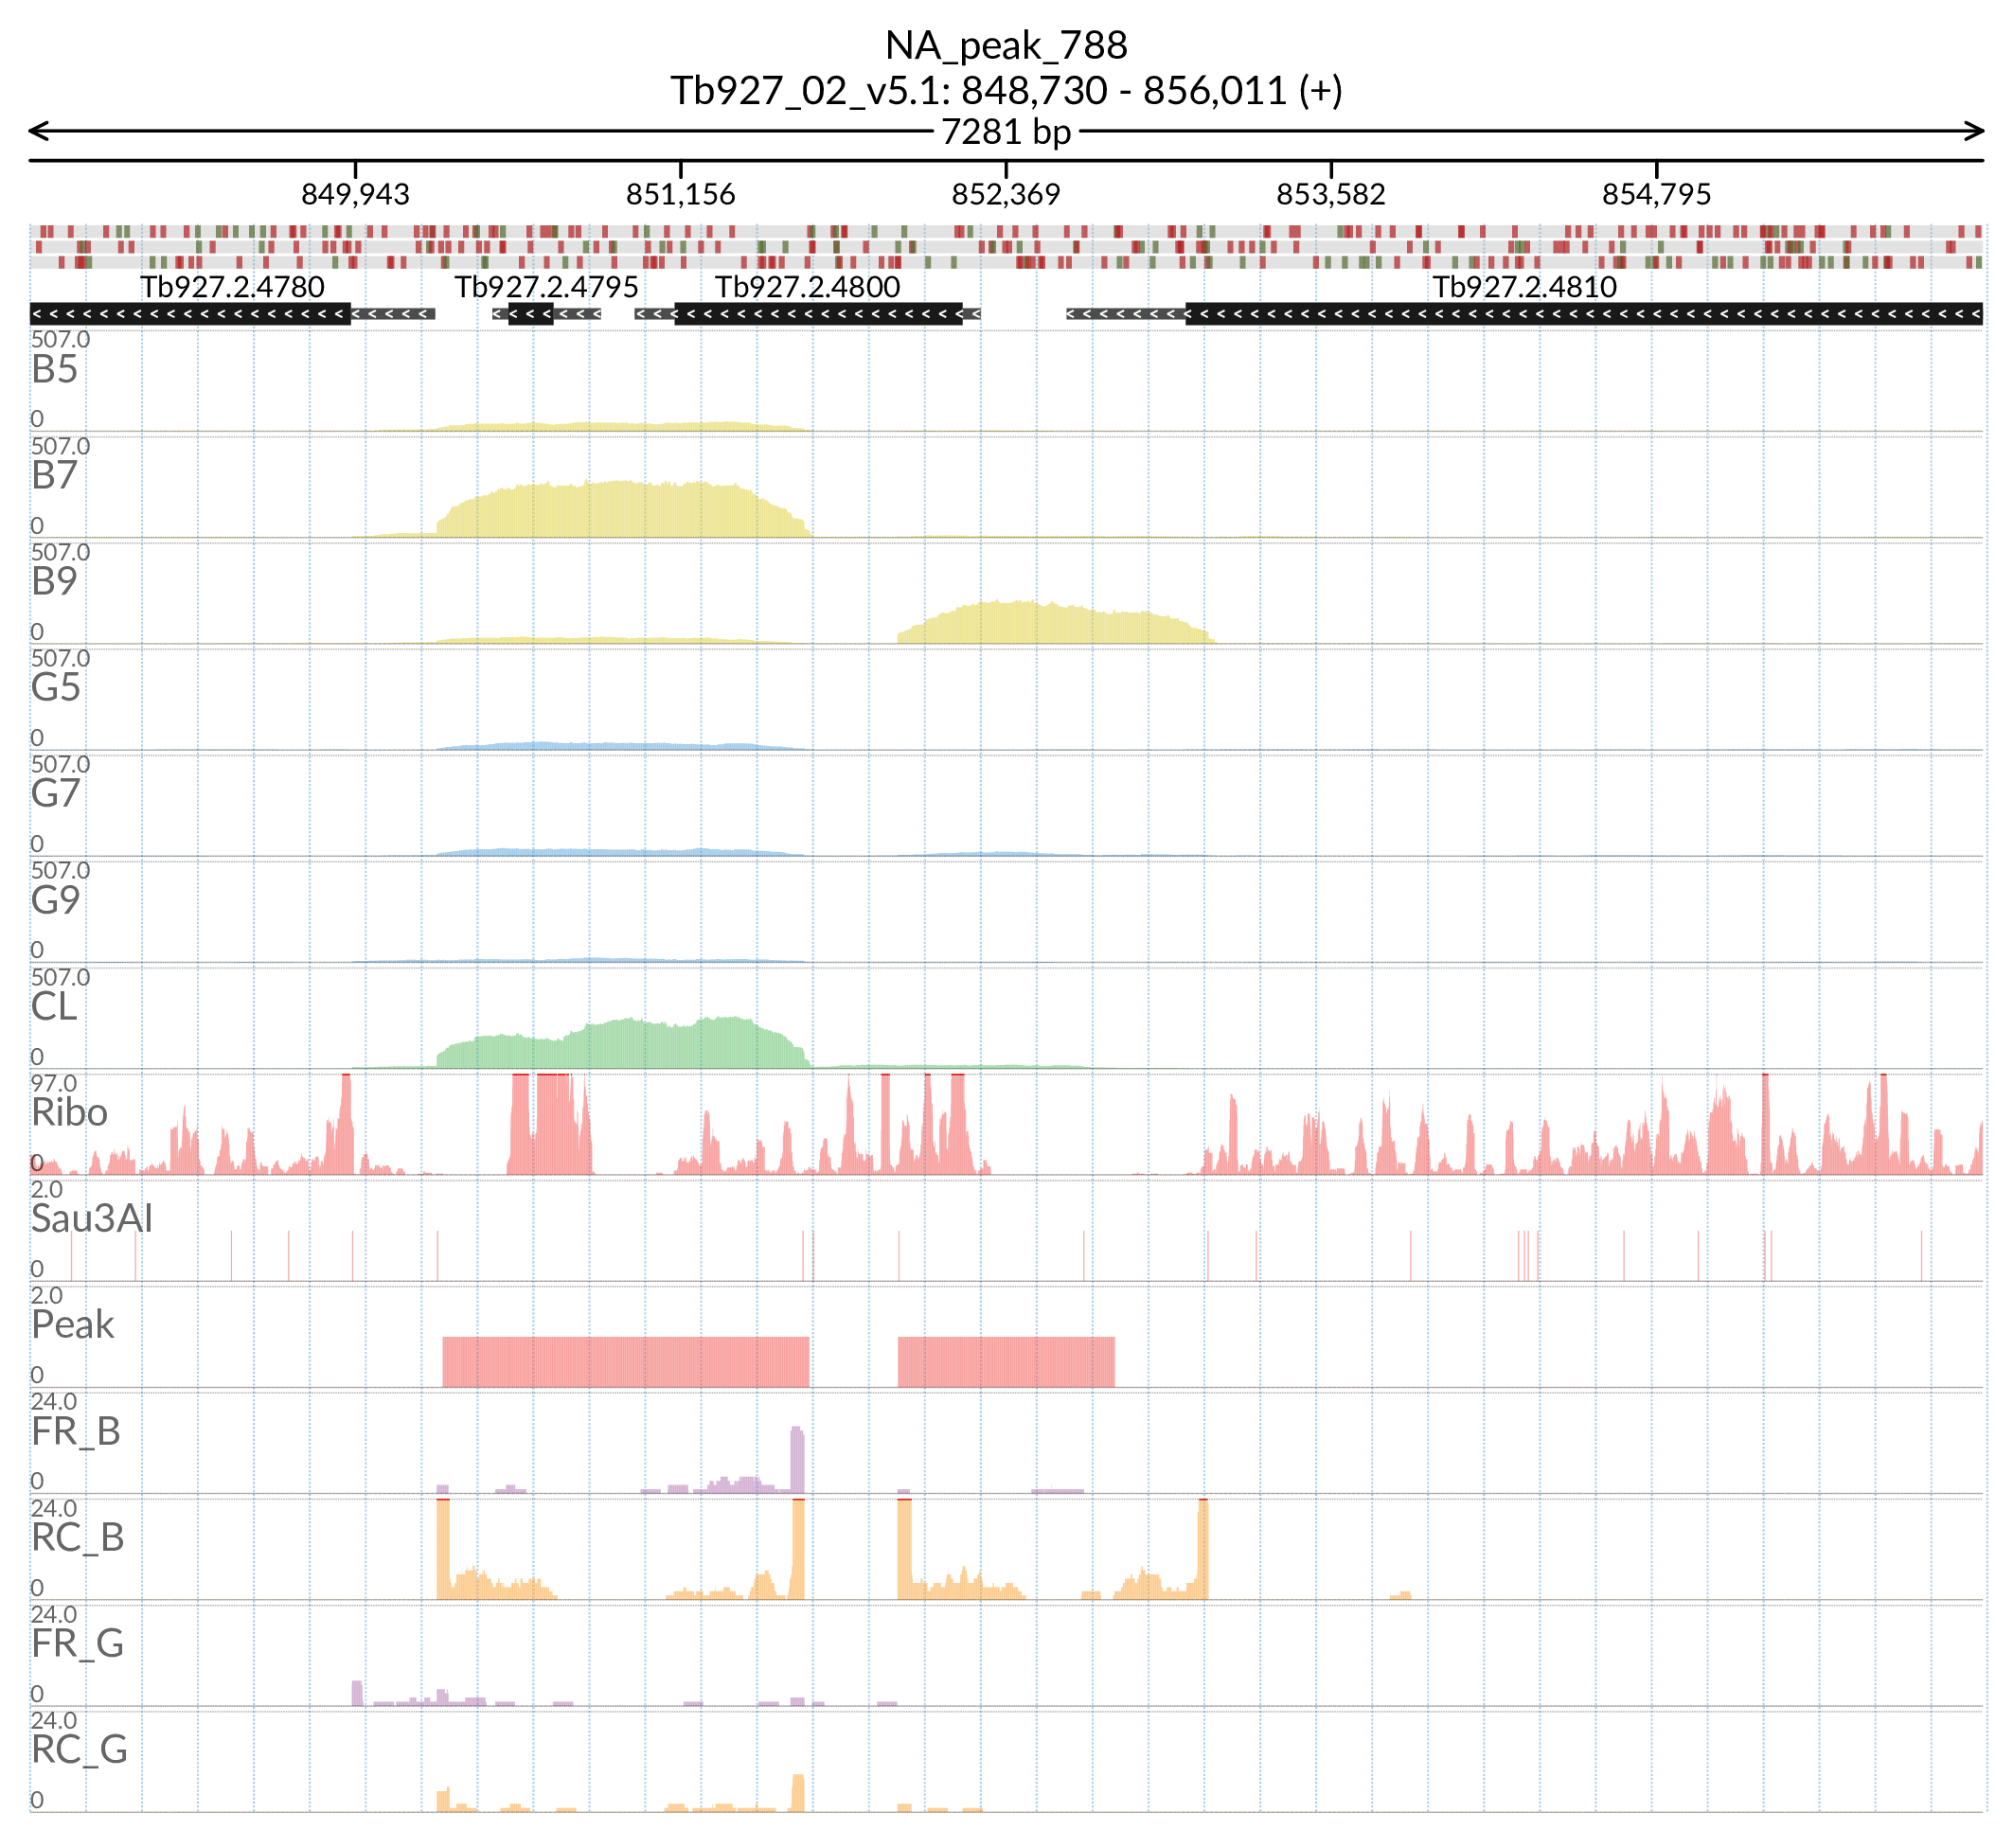 NA_peak_788
Tb927_02_v5.1: 848,730 - 856,011 (+)
7281 bp
849,943 851,156 852,369 853,582 854,795
Tb927.2.4780 Tb927.2.4795 Tb927.2.4800 Tb927.2.4810
507.0
B5
0
507.0
B7
0
507.0
B9
0
507.0
G5
0
507.0
G7
0
507.0
G9
0
507.0
CL
0
97.0
Ribo
0
2.0
Sau3AI
0
2.0
Peak
0
24.0
FR_B
0
24.0
RC_B
0
24.0
FR_G
0
24.0
RC_G
0